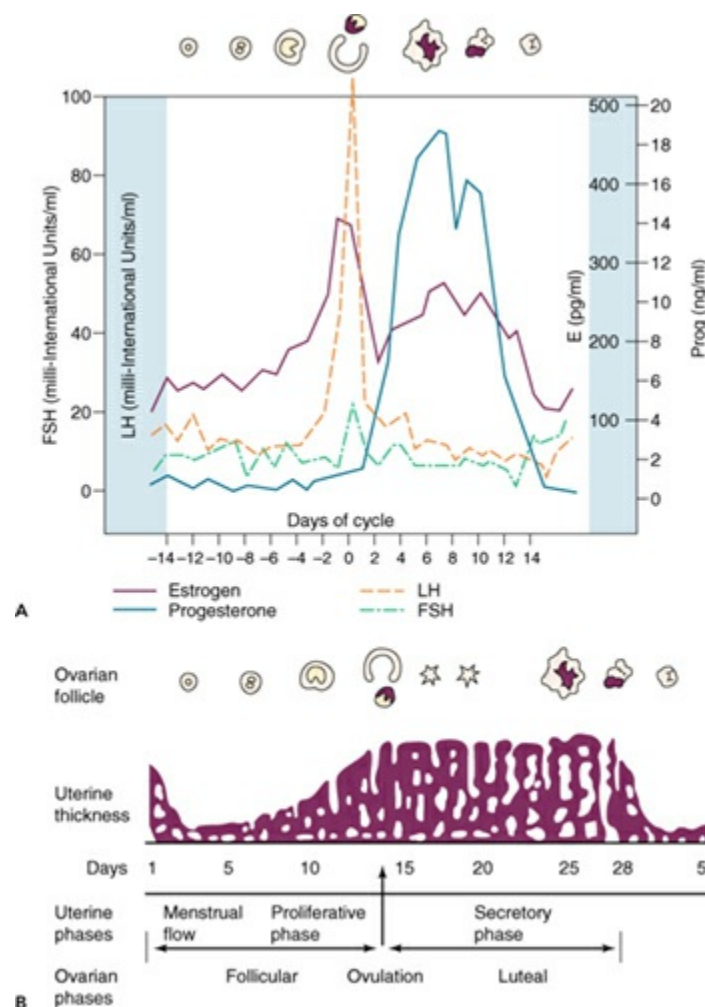 100 500 20
18
80 400 16
14
60 300 12
10
40 200 8
6
20 100 4
2
0 0
FSH (milli-International Units/ml)
LH (milli-International Units/ml)
E (pg/ml)
Prog (ng/ml)
Days of cycle
−14 −12 −10 −8 −6 −4 −2 0 2 4 6 8 10 12 14
Estrogen LH
Progesterone FSH
A
Ovarian
follicle
Uterine
thickness
Days 1 5 10 15 20 25 28 5
Uterine Menstrual Proliferative Secretory
phases flow phase phase
Ovarian Follicular Ovulation Luteal
phases
B